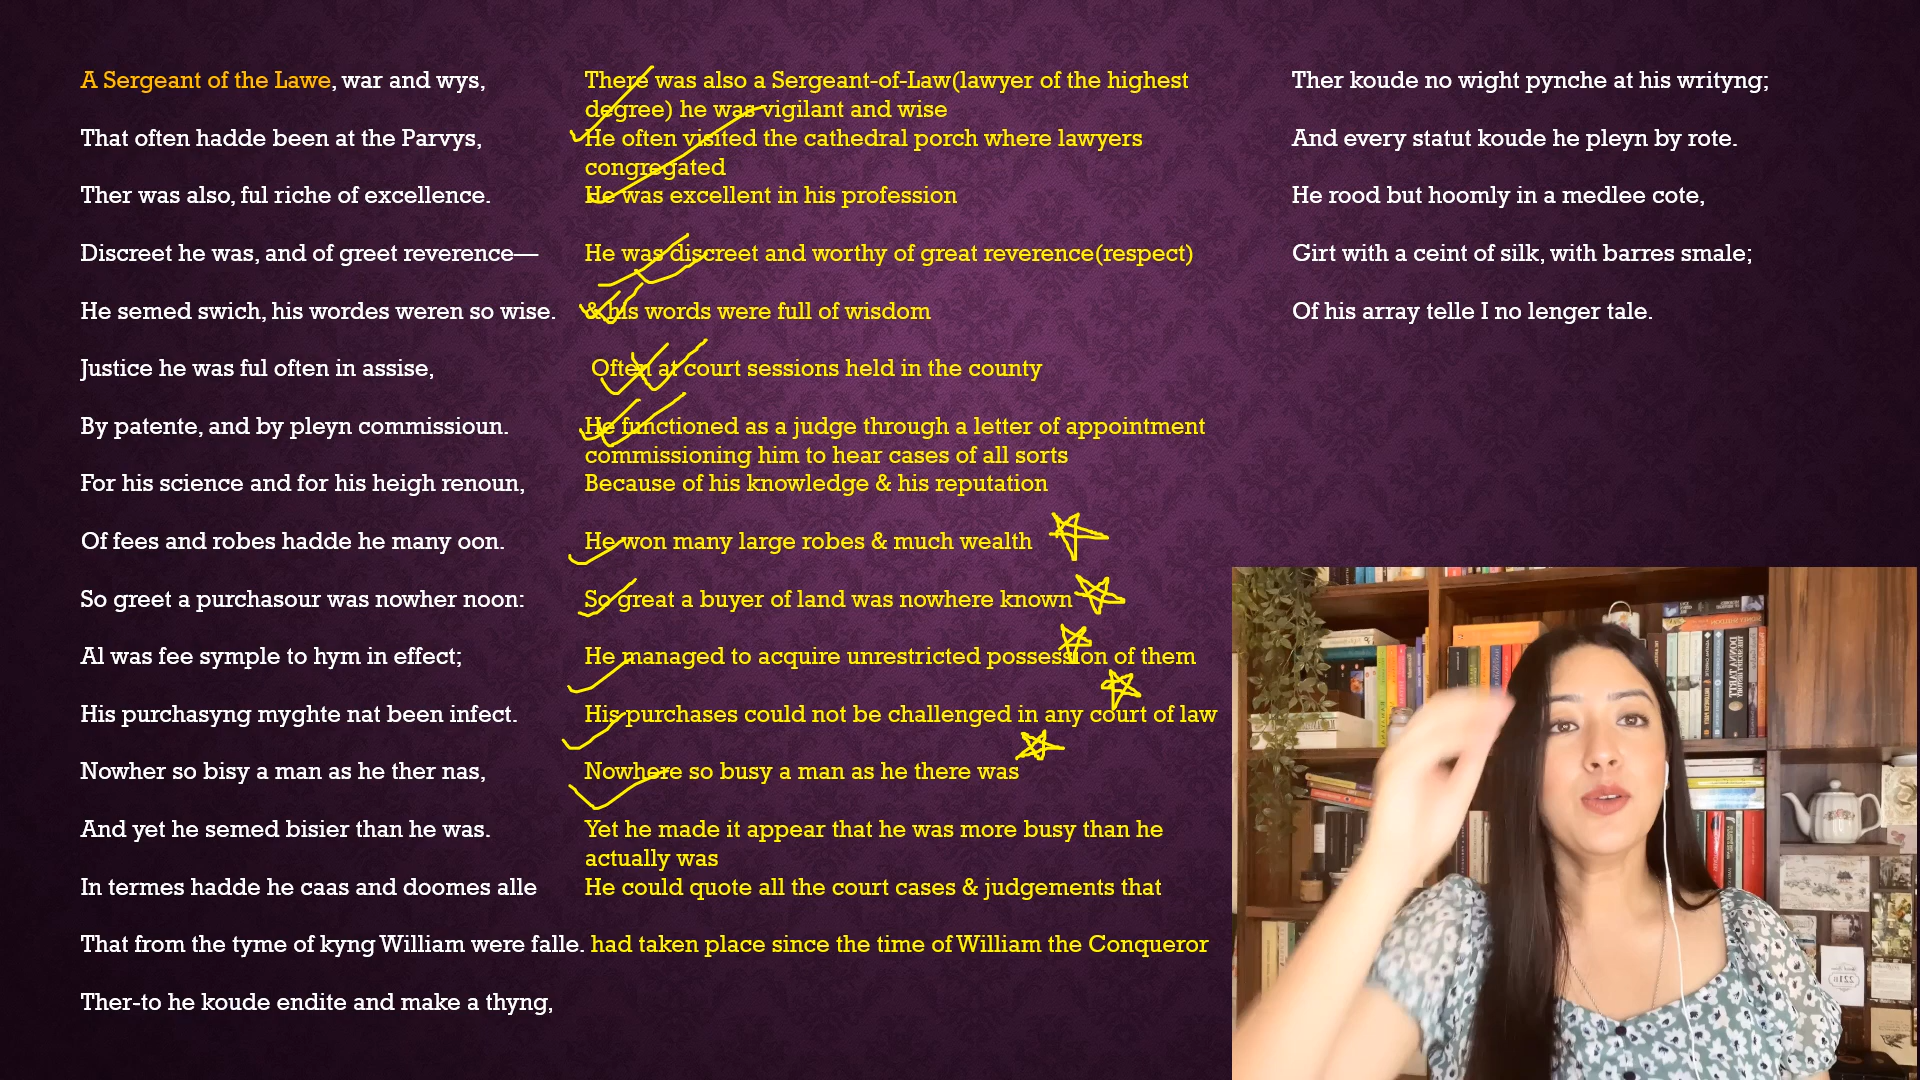 A Sergeant of the Lawe, war and wys,
That often hadde been at the Parvys,
Ther was also, ful riche of excellence.
Discreet he was, and of greet reverence—
He semed swich, his wordes weren so wise.
Justice he was ful often in assise,
By patente, and by pleyn commissioun.
For his science and for his heigh renoun,
Of fees and robes hadde he many oon.
So greet a purchasour was nowher noon:
Al was fee symple to hym in effect;
His purchasyng myghte nat been infect.
Nowher so bisy a man as he ther nas,
And yet he semed bisier than he was.
In termes hadde he caas and doomes alle
That from the tyme of kyng William were falle.
Ther-to he koude endite and make a thyng,
There was also a Sergeant-of-Law(lawyer of the highest
degree) he was vigilant and wise
He often visited the cathedral porch where lawyers
congregated
He was excellent in his profession
He was discreet and worthy of great reverence(respect)
& his words were full of wisdom
Often at court sessions held in the county
He functioned as a judge through a letter of appointment
commissioning him to hear cases of all sorts
Because of his knowledge & his reputation
He won many large robes & much wealth
So great a buyer of land was nowhere known
He managed to acquire unrestricted possession of them
His purchases could not be challenged in any court of law
Nowhere so busy a man as he there was
Yet he made it appear that he was more busy than he
actually was
He could quote all the court cases & judgements that
had taken place since the time of William the Conqueror
Ther koude no wight pynche at his writyng;
And every statut koude he pleyn by rote.
He rood but hoomly in a medlee cote,
Girt with a ceint of silk, with barres smale;
Of his array telle I no lenger tale.
DONNA TARTT